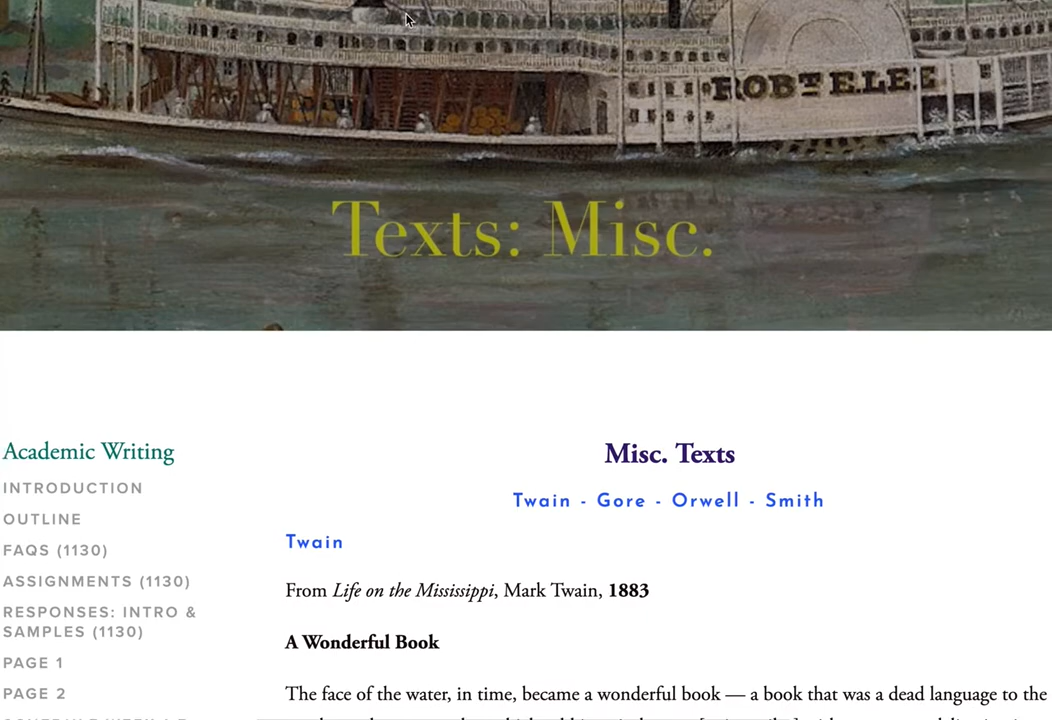 ROBT E. LEE
Texts: Misc.
Academic Writing
INTRODUCTION
OUTLINE
FAQS (1130)
ASSIGNMENTS (1130)
RESPONSES: INTRO &
SAMPLES (1130)
PAGE 1
PAGE 2
Misc. Texts
Twain - Gore - Orwell - Smith
Twain
From Life on the Mississippi, Mark Twain, 1883
A Wonderful Book
The face of the water, in time, became a wonderful book — a book that was a dead language to the